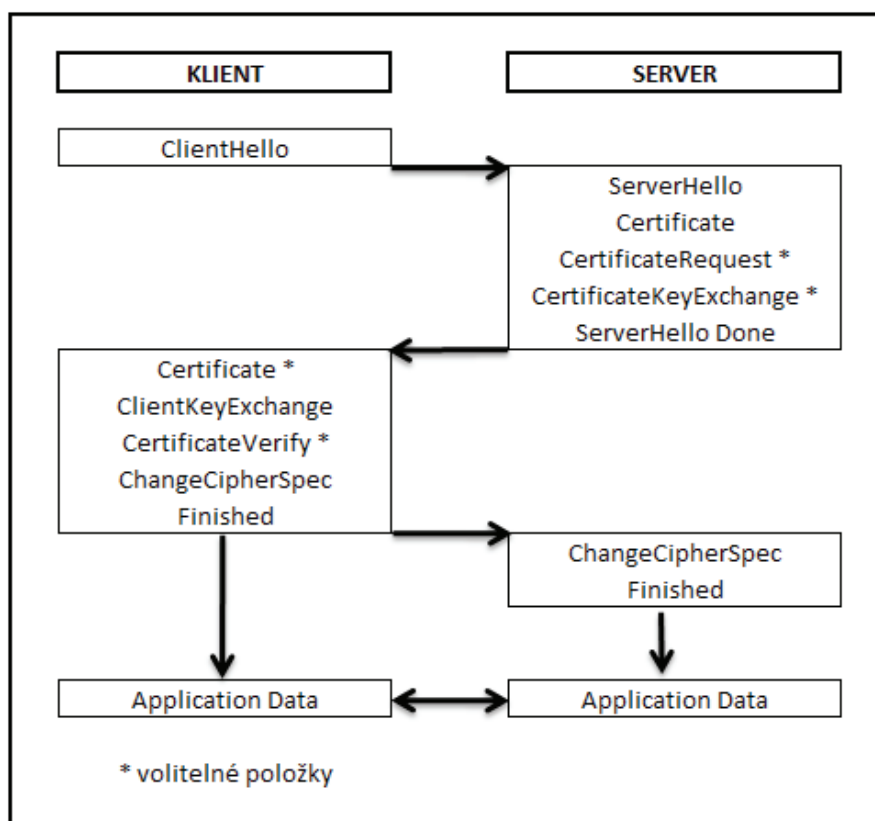 KLIENT
SERVER
ClientHello
ServerHello
Certificate
CertificateRequest *
CertificateKeyExchange *
ServerHello Done
Certificate *
ClientKeyExchange
CertificateVerify *
ChangeCipherSpec
Finished
ChangeCipherSpec
Finished
Application Data
Application Data
* volitelné položky